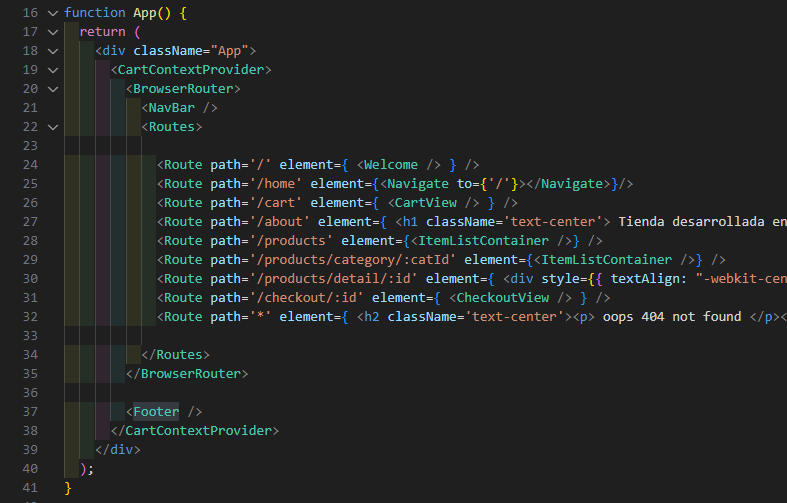 16 function App() {
17 return (
18 <div className="App">
19 <CartContextProvider>
20 <BrowserRouter>
21 <NavBar />
22 <Routes>
23
24 <Route path='/' element={ <Welcome /> } />
25 <Route path='/home' element={<Navigate to={'/'}></Navigate>}/>
26 <Route path='/cart' element={ <CartView /> } />
27 <Route path='/about' element={ <h1 className='text-center'> Tienda desarrollada en
28 <Route path='/products' element={<ItemListContainer />} />
29 <Route path='/products/category/:catId' element={<ItemListContainer />} />
30 <Route path='/products/detail/:id' element={ <div style={{ textAlign: "-webkit-cen
31 <Route path='/checkout/:id' element={ <CheckoutView /> } />
32 <Route path='*' element={ <h2 className='text-center'><p> oops 404 not found </p><
33
34 </Routes>
35 </BrowserRouter>
36
37 <Footer />
38 </CartContextProvider>
39 </div>
40 );
41 }